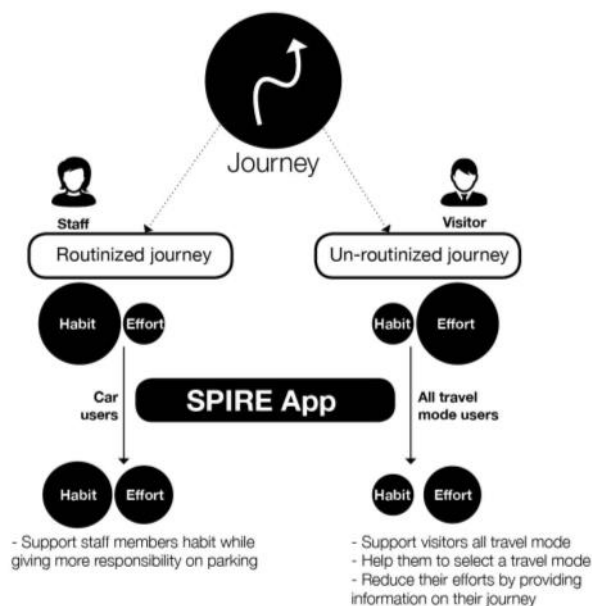 Journey
Staff
Visitor
Routinized journey
Un-routinized journey
Habit
Effort
Habit
Effort
Car
users
SPIRE App
All travel
mode users
Habit
Effort
Habit
Effort
- Support staff members habit while
giving more responsibility on parking
- Support visitors all travel mode
- Help them to select a travel mode
- Reduce their efforts by providing
information on their journey